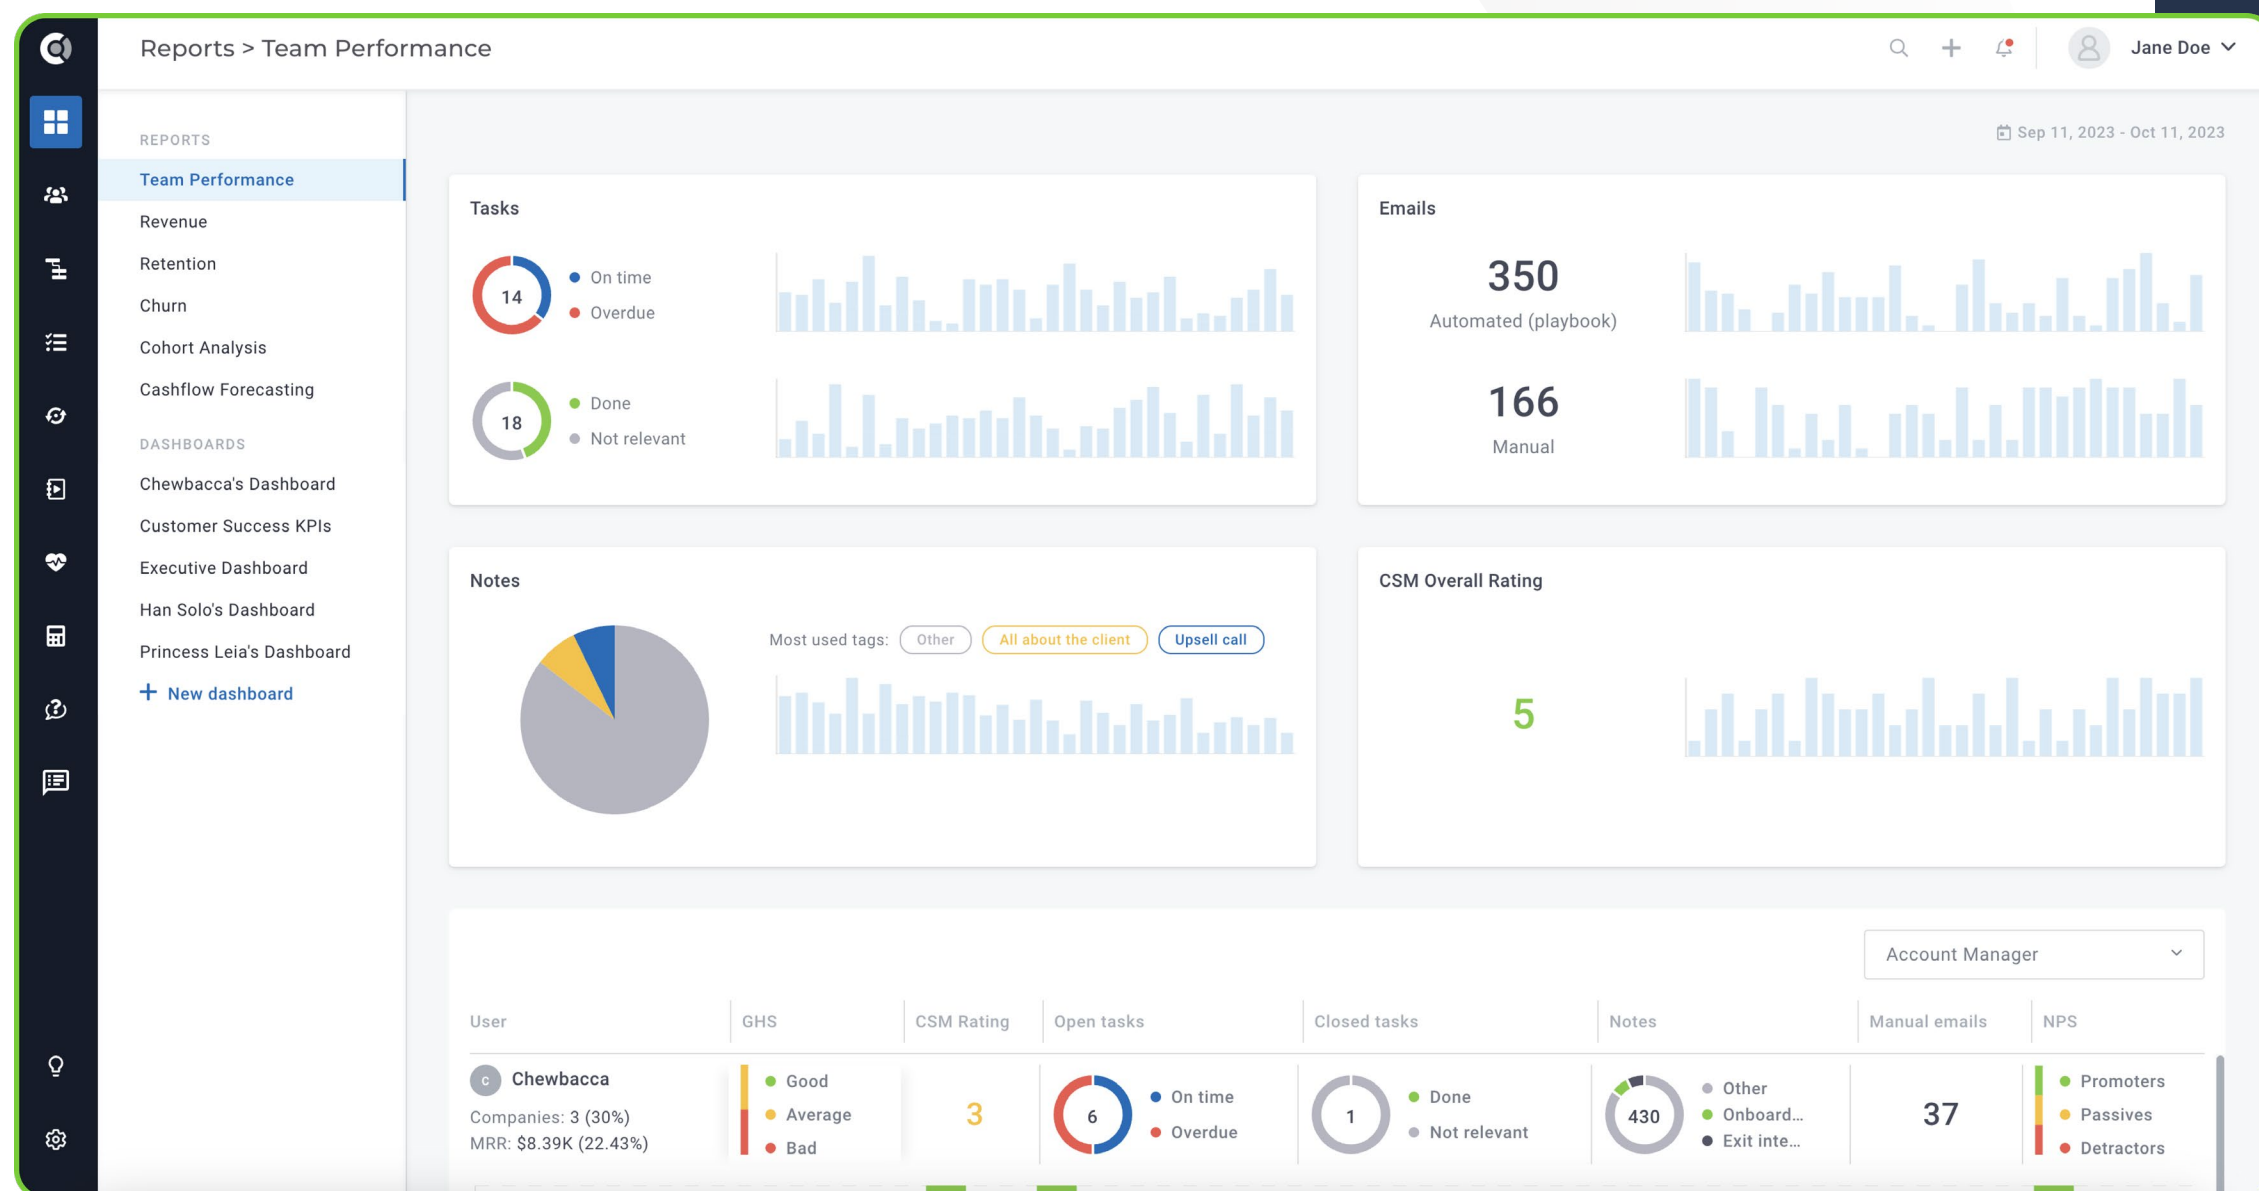 Reports > Team Performance
Jane Doe
REPORTS
Team Performance
Revenue
Retention
Churn
Cohort Analysis
Cashflow Forecasting
DASHBOARDS
Chewbacca's Dashboard
Customer Success KPIs
Executive Dashboard
Han Solo's Dashboard
Princess Leia's Dashboard
+ New dashboard
Sep 11, 2023 - Oct 11, 2023
Tasks
14
On time
Overdue
18
Done
Not relevant
Emails
350
Automated (playbook)
166
Manual
Notes
Most used tags: Other All about the client Upsell call
CSM Overall Rating
5
Account Manager
User GHS CSM Rating Open tasks Closed tasks Notes Manual emails NPS
C Chewbacca
Companies: 3 (30%)
MRR: $8.39K (22.43%)
Good
Average
Bad
3
6
On time
Overdue
1
Done
Not relevant
430
Other
Onboard...
Exit inte...
37
Promoters
Passives
Detractors